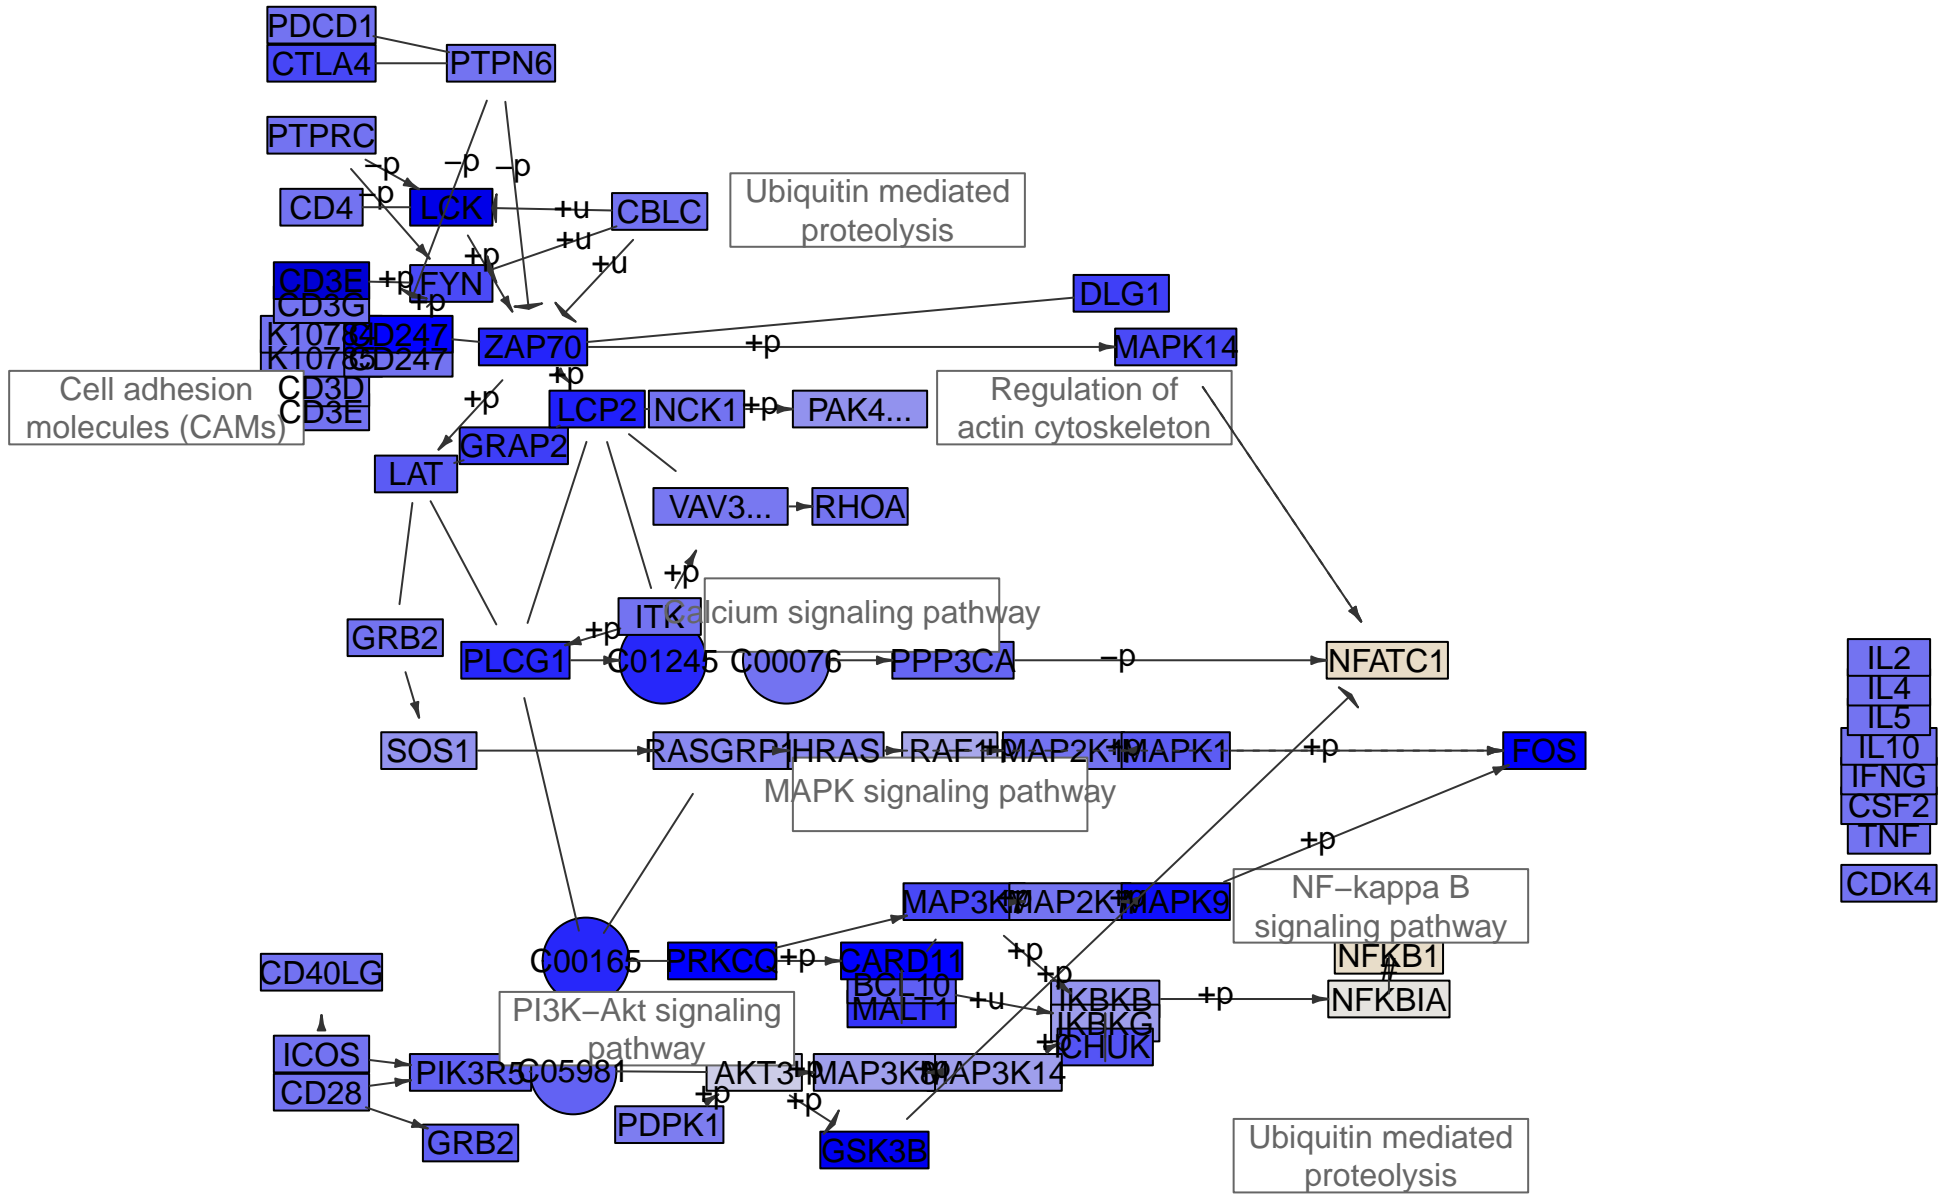 PDCD1
CTLA4
PTPN6
PTPRC
–p
–p
–p
–p
CD4
LCK
+u
CBLC
Ubiquitin mediated
proteolysis
+u
+p
+u
CD3E
+p
FYN
+p
CD3G
DLG1
CD247
ZAP70
+p
MAPK14
CD247
+p
CD3D
CD3E
Cell adhesion
molecules (CAMs)
+p
LCP2
NCK1
+p
PAK4...
Regulation of
actin cytoskeleton
GRAP2
LAT
VAV3...
RHOA
+p
ITK
Calcium signaling pathway
GRB2
+p
PLCG1
C01245
C00076
PPP3CA
–p
NFATC1
IL2
IL4
IL5
IL10
IFNG
CSF2
TNF
CDK4
SOS1
RASGRP1
HRAS
RAF1
+p
MAP2K1
+p
MAPK1
+p
FOS
MAPK signaling pathway
+p
MAP3K
+p
MAP2K
+p
MAPK9
NF–kappa B
signaling pathway
C00165
PRKCQ
+p
CARD11
+p
+p
NFKB1
CD40LG
BCL10
MALT1
+u
IKBKB
IKBKG
CHUK
+p
+p
NFKBIA
PI3K–Akt signaling
pathway
ICOS
CD28
PIK3R5
C05981
AKT3
+p
MAP3K8
+p
MAP3K14
+p
+p
PDPK1
GRB2
GSK3B
Ubiquitin mediated
proteolysis